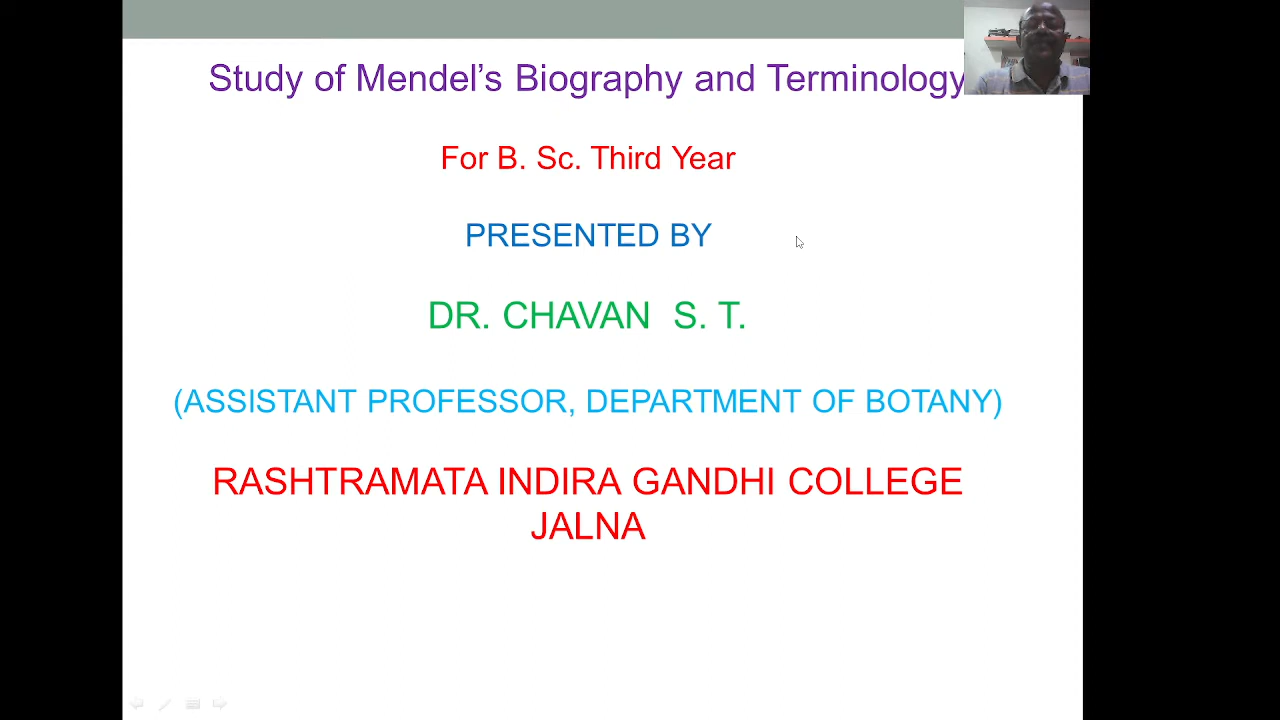 Study of Mendel's Biography and Terminology
For B. Sc. Third Year
PRESENTED BY
DR. CHAVAN  S. T.
(ASSISTANT PROFESSOR, DEPARTMENT OF BOTANY)
RASHTRAMATA INDIRA GANDHI COLLEGE
JALNA